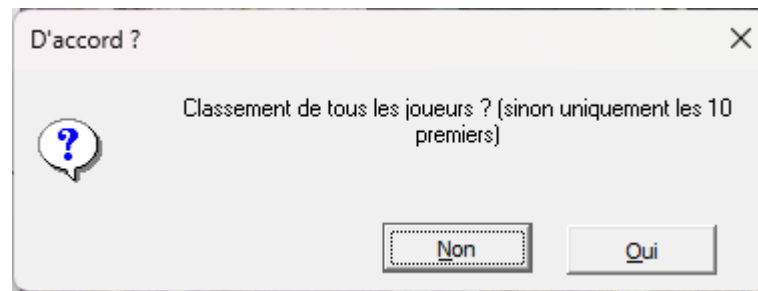 D'accord ?
Classement de tous les joueurs ? (sinon uniquement les 10
premiers)
Non
Oui